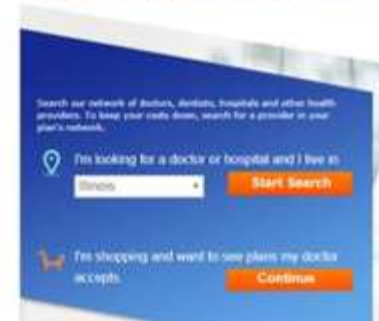 Search our network of doctors, dentists, hospitals and other health
providers. To keep your costs down, search for a provider in your
plan's network.
I'm looking for a doctor or hospital and I live in
Illinois
Start Search
I'm shopping and want to see plans my doctor
accepts
Continue